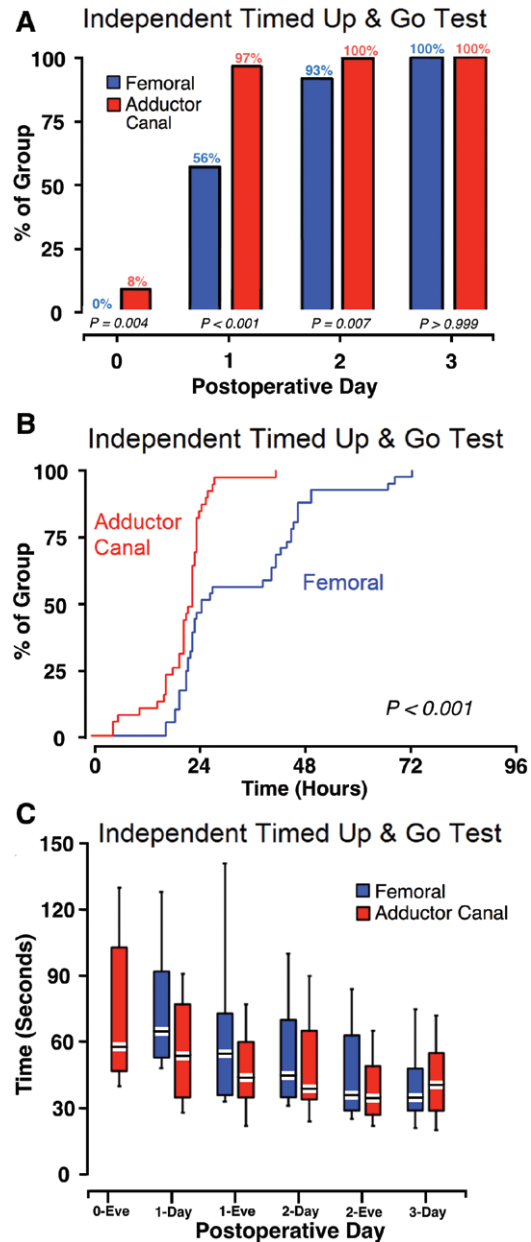 A
Independent Timed Up & Go Test
% of Group
100
75
50
25
0
Femoral
Adductor
Canal
0%
8%
56%
97%
93%
100%
100%
100%
P = 0.004
P < 0.001
P = 0.007
P > 0.999
0
1
2
3
Postoperative Day
B
Independent Timed Up & Go Test
% of Group
100
75
50
25
0
Adductor
Canal
Femoral
P < 0.001
0
24
48
72
96
Time (Hours)
C
Independent Timed Up & Go Test
Time (Seconds)
150
120
90
60
30
0
Femoral
Adductor Canal
0-Eve
1-Day
1-Eve
2-Day
2-Eve
3-Day
Postoperative Day